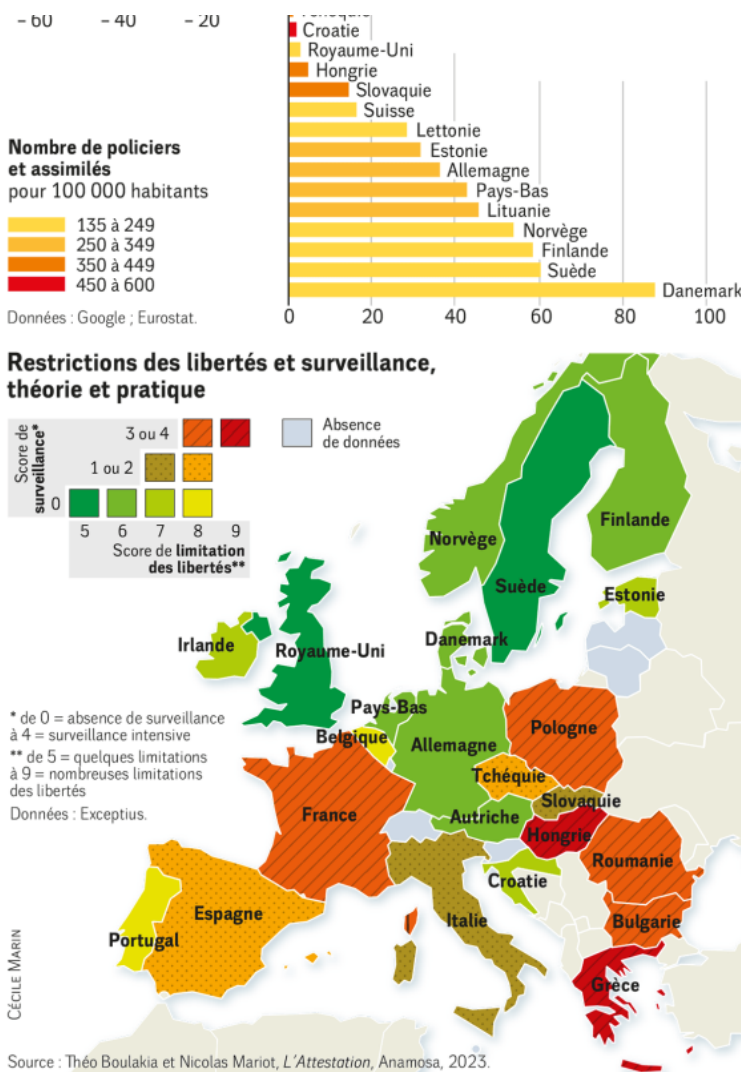 – 60 – 40 – 20
Croatie
Royaume-Uni
Hongrie
Slovaquie
Suisse
Lettonie
Estonie
Allemagne
Pays-Bas
Lituanie
Norvège
Finlande
Suède
Danemark
0 20 40 60 80 100
Nombre de policiers
et assimilés
pour 100 000 habitants
135 à 249
250 à 349
350 à 449
450 à 600
Données : Google ; Eurostat.
Restrictions des libertés et surveillance,
théorie et pratique
Score de
surveillance*
3 ou 4
1 ou 2
0
5 6 7 8 9
Score de limitation
des libertés**
Absence
de données
Norvège
Finlande
Suède
Estonie
Irlande
Royaume-Uni
Danemark
Pays-Bas
Belgique
Allemagne
Pologne
Tchéquie
Slovaquie
France
Autriche
Hongrie
Roumanie
Croatie
Espagne
Italie
Bulgarie
Portugal
Grèce
* de 0 = absence de surveillance
à 4 = surveillance intensive
** de 5 = quelques limitations
à 9 = nombreuses limitations
des libertés
Données : Exceptius.
CÉCILE MARIN
Source : Théo Boulakia et Nicolas Mariot, L'Attestation, Anamosa, 2023.